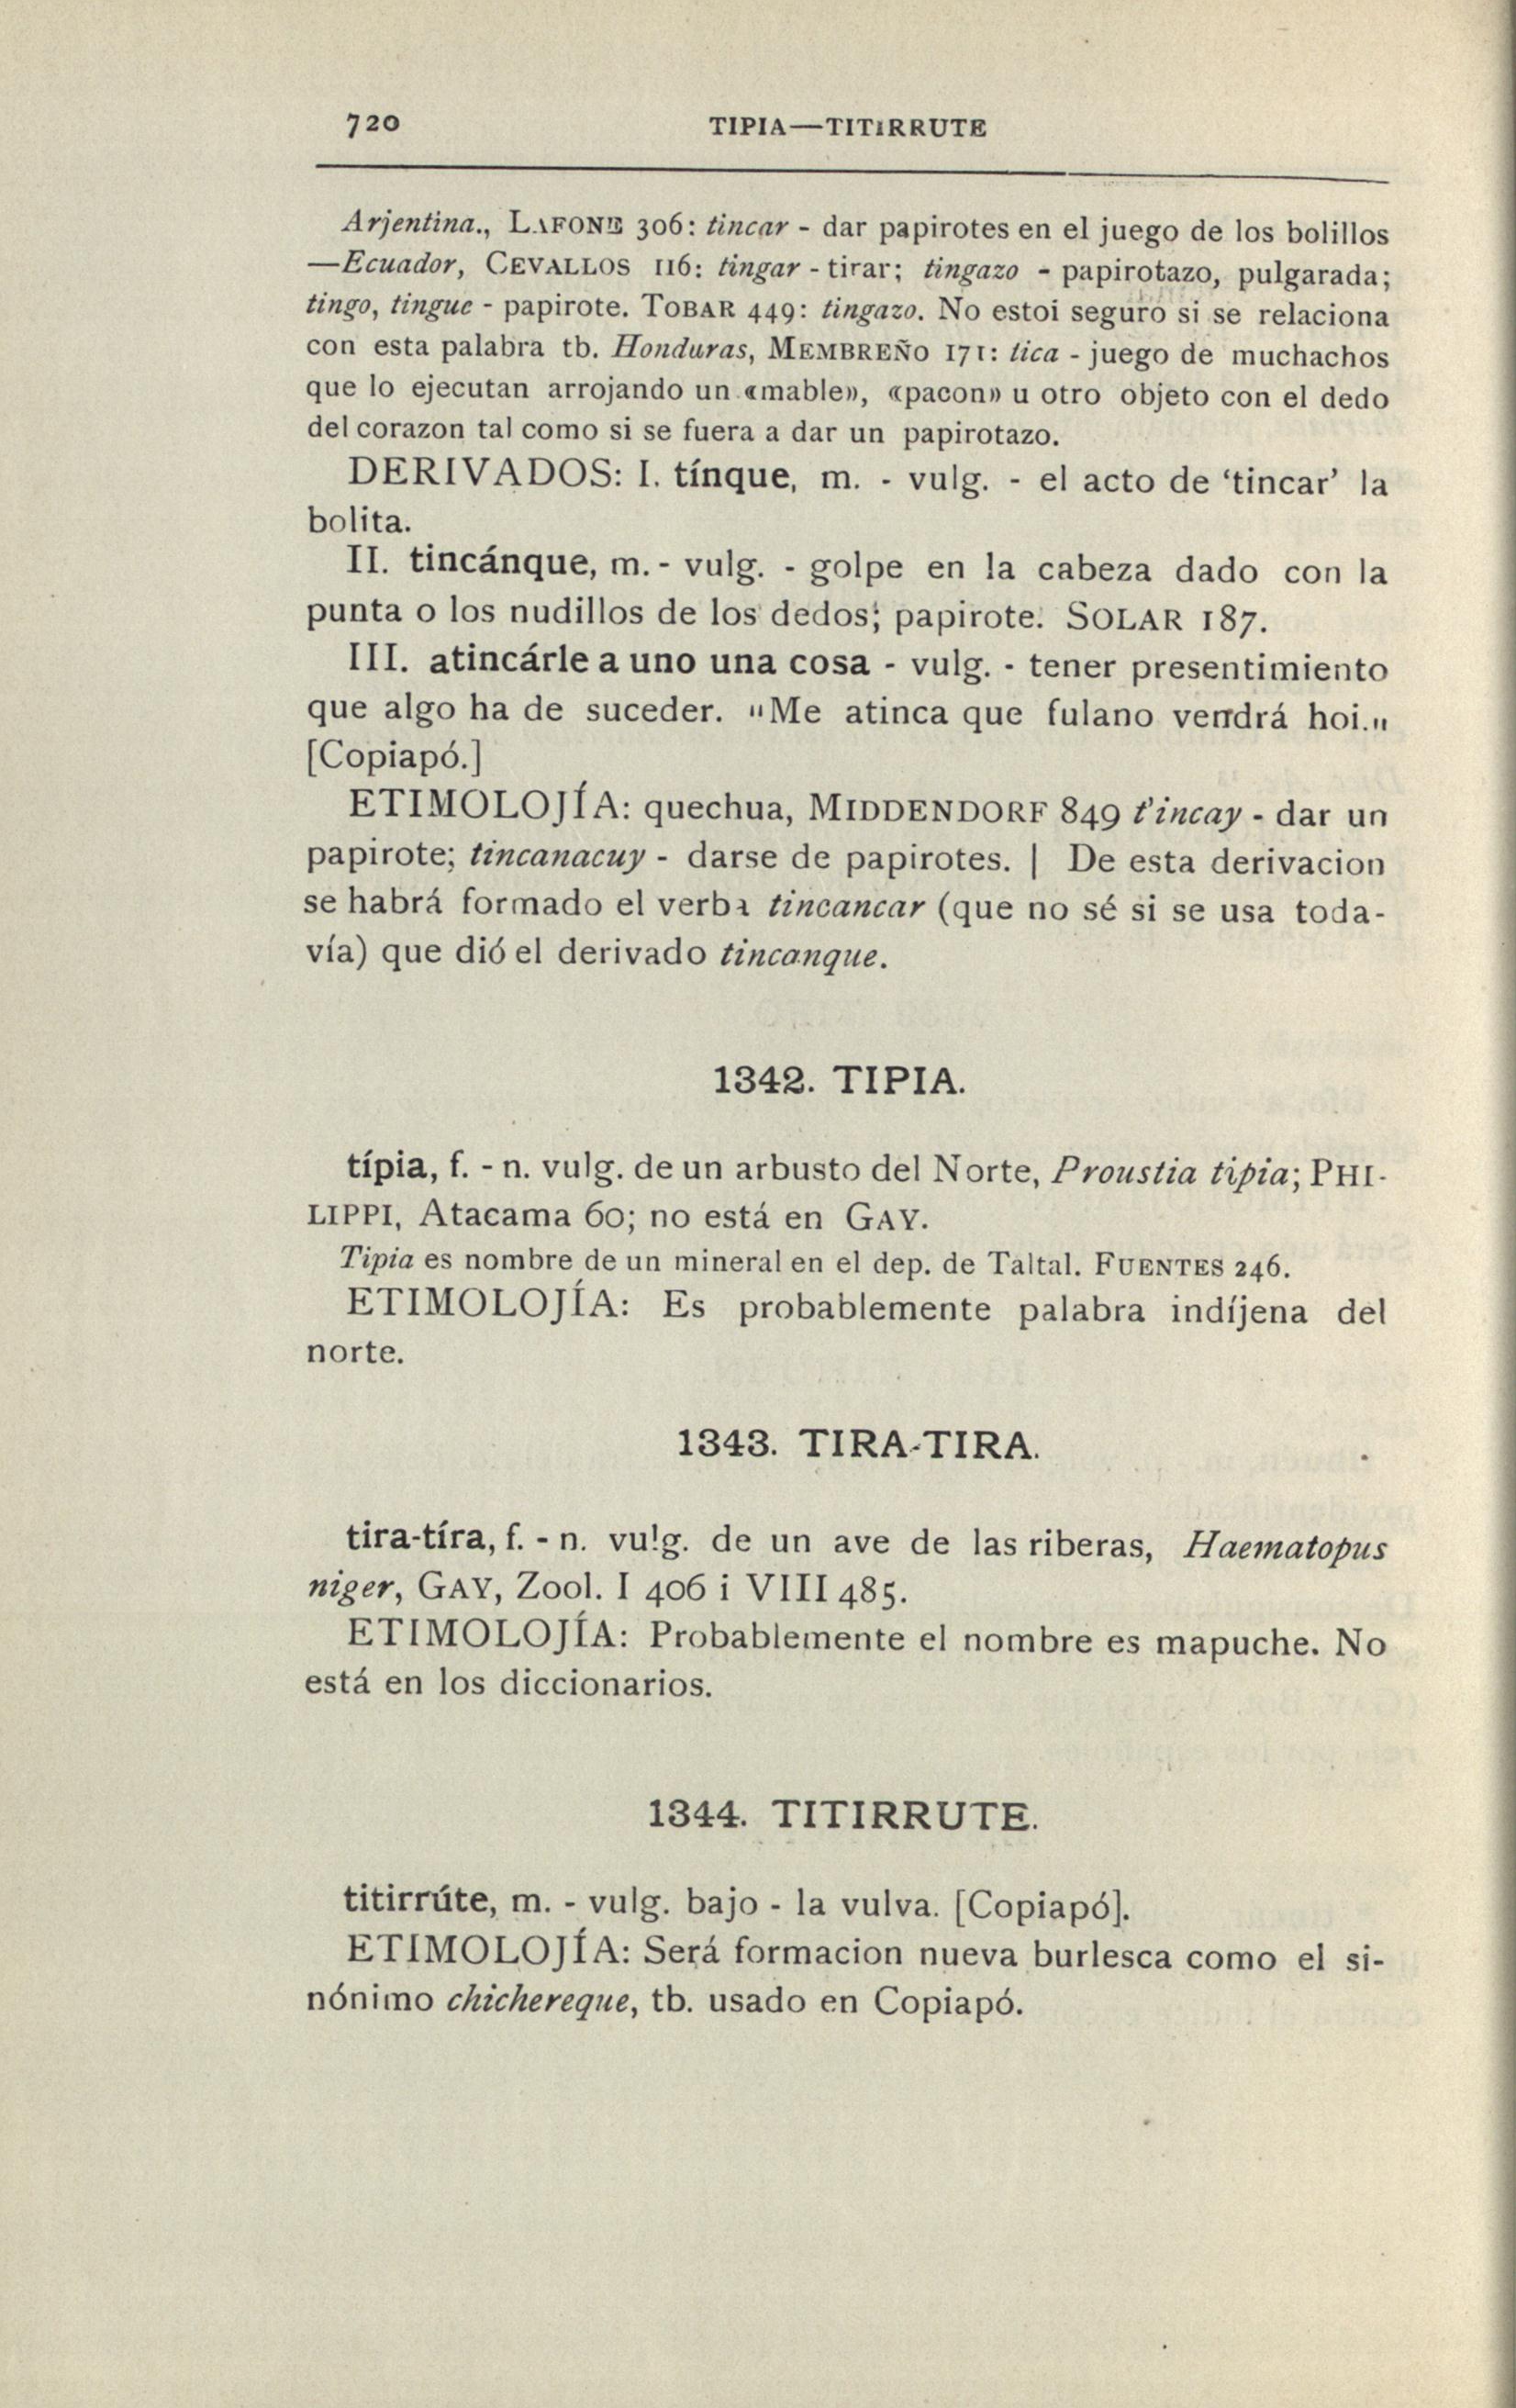 720 TIPIA—TITIRRUTE
Arjentina., LAFONE 306: tincar - dar papirotes en el juego de los bolillos
—Ecuador, CEVALLOS 116: tingar - tirar; tingazo - papirotazo, pulgarada;
tingo, tingue - papirote. TOBAR 449: tingazo. No estoi seguro si se relaciona
con esta palabra tb. Honduras, MEMBREÑO 171: tica - juego de muchachos
que lo ejecutan arrojando un «mable», «pacon» u otro objeto con el dedo
del corazon tal como si se fuera a dar un papirotazo.
DERIVADOS: I. tínque, m. - vulg. - el acto de ‘tincar’ la
bolita.
II. tincánque, m. - vulg. - golpe en la cabeza dado con la
punta o los nudillos de los dedos; papirote. SOLAR 187.
III. atincárle a uno una cosa - vulg. - tener presentimiento
que algo ha de suceder. "Me atinca que fulano vendrá hoi."
[Copiapó.]
ETIMOLOJÍA: quechua, MIDDENDORF 849 t'incay - dar un
papirote; tincanacuy - darse de papirotes. | De esta derivacion
se habrá formado el verbo tincancar (que no sé si se usa toda-
vía) que dió el derivado tincanque.
1342. TIPIA.
típia, f. - n. vulg. de un arbusto del Norte, Proustia tipia; PHI-
LIPPI, Atacama 60; no está en GAY.
Tipia es nombre de un mineral en el dep. de Taltal. FUENTES 246.
ETIMOLOJÍA: Es probablemente palabra indíjena del
norte.
1343. TIRA-TIRA.
tira-tíra, f. - n. vulg. de un ave de las riberas, Haematopus
niger, GAY, Zool. I 406 i VIII 485.
ETIMOLOJÍA: Probablemente el nombre es mapuche. No
está en los diccionarios.
1344. TITIRRUTE.
titirrúte, m. - vulg. bajo - la vulva. [Copiapó].
ETIMOLOJÍA: Será formacion nueva burlesca como el si-
nónimo chichereque, tb. usado en Copiapó.